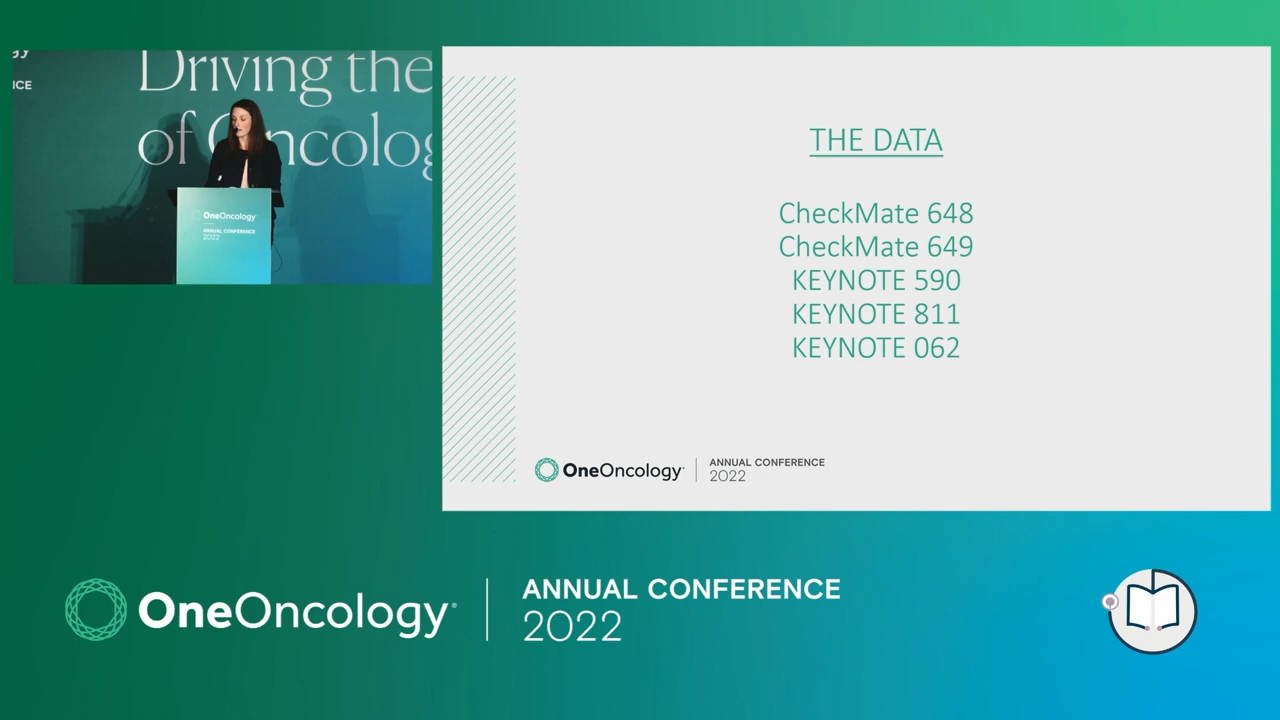 ICE
Driving the
of Oncolog
OneOncology
ANNUAL CONFERENCE
2022
THE DATA
CheckMate 648
CheckMate 649
KEYNOTE 590
KEYNOTE 811
KEYNOTE 062
OneOncology
ANNUAL CONFERENCE
2022
OneOncology
ANNUAL CONFERENCE
2022